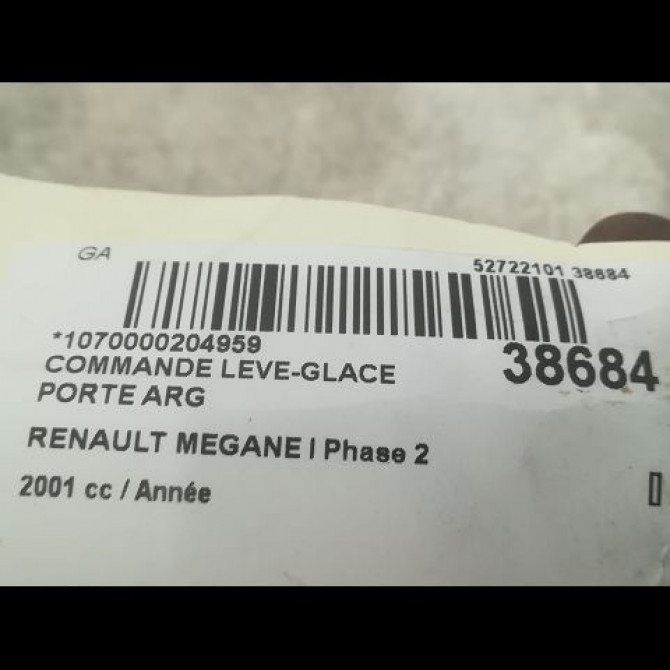 GA
52722101 38684
*1070000204959
38684
COMMANDE LEVE-GLACE
PORTE ARG
RENAULT MEGANE I Phase 2
2001 cc / Année